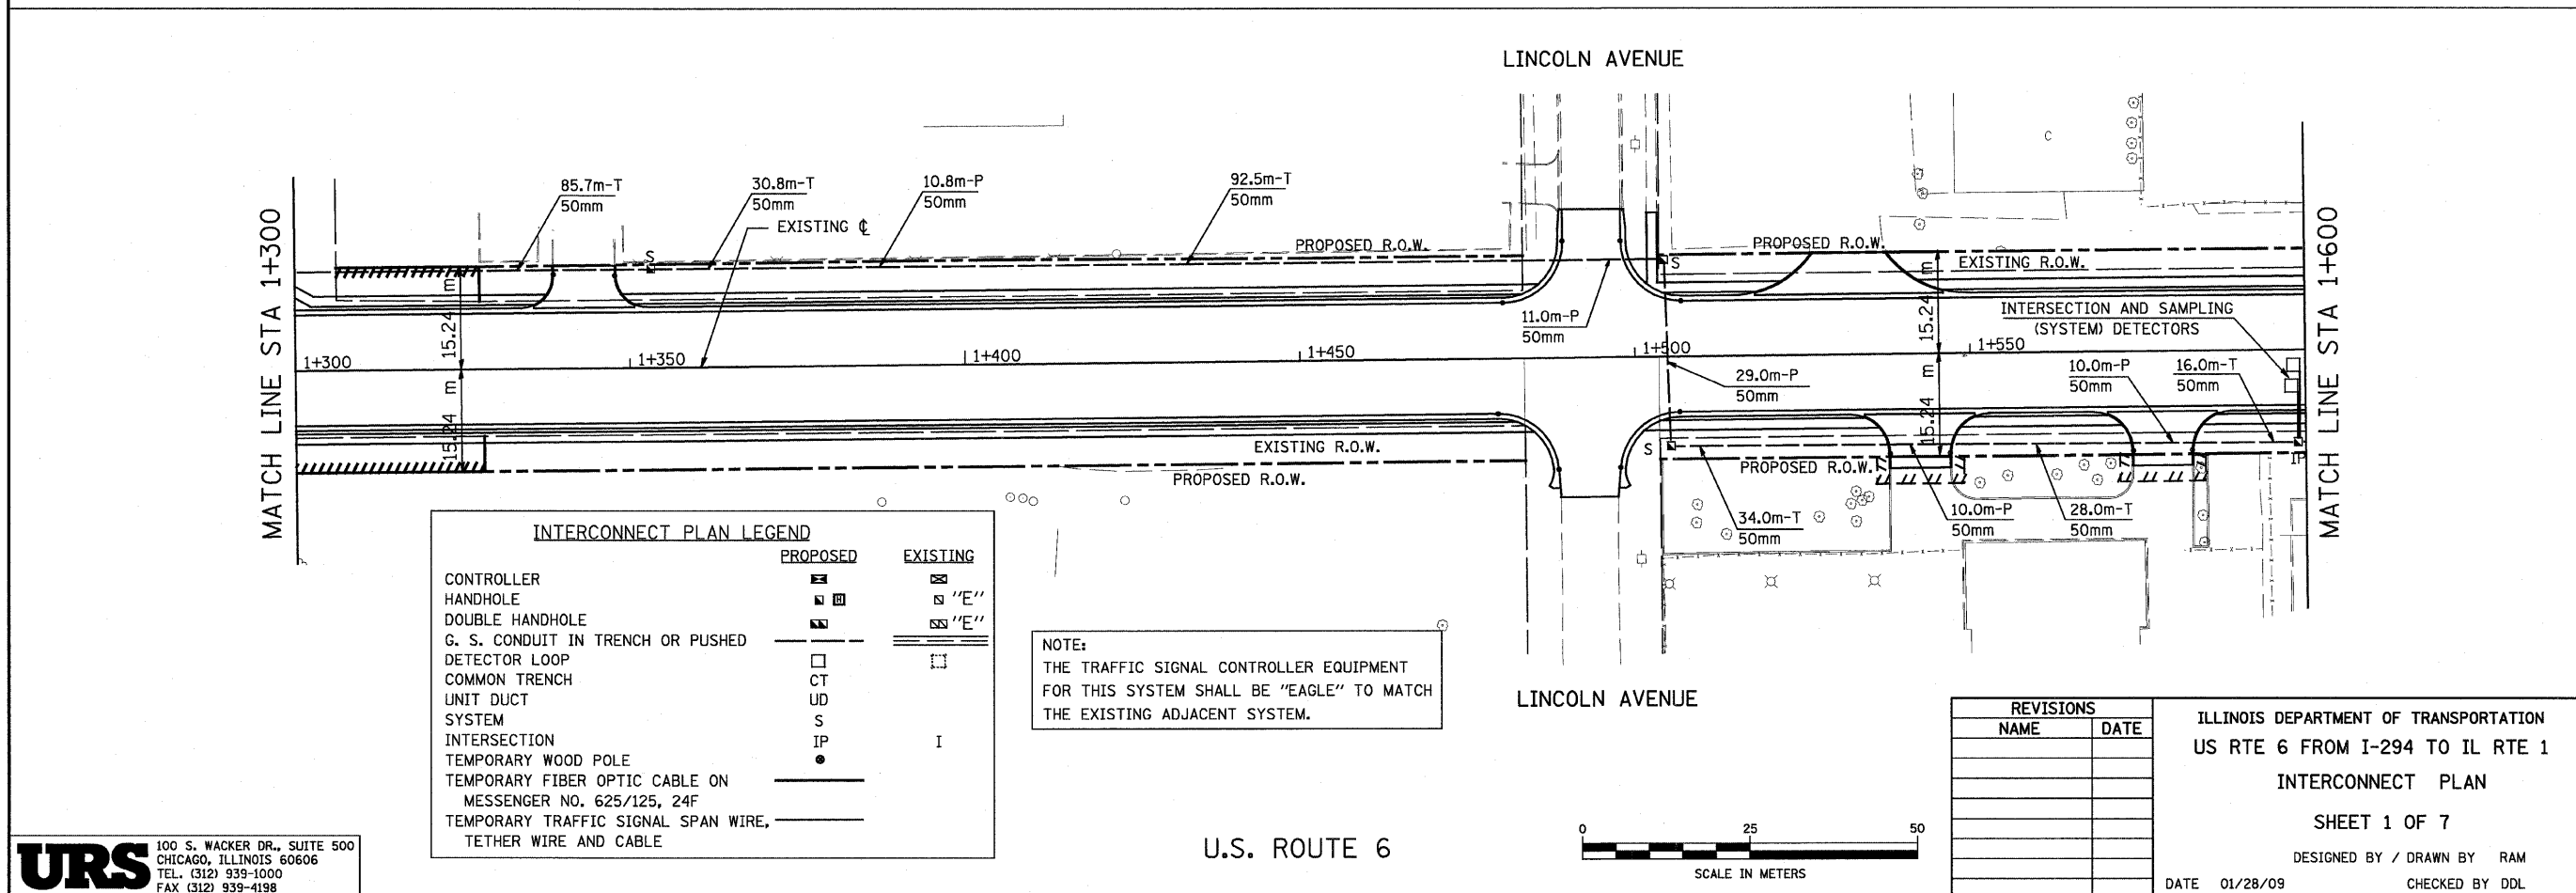 LINCOLN AVENUE
85.7m-T
50mm
30.8m-T
50mm
10.8m-P
50mm
92.5m-T
50mm
EXISTING ℄
S
PROPOSED R.O.W.
S
PROPOSED R.O.W.
EXISTING R.O.W.
MATCH LINE STA 1+300
15.24 m
15.24 m
1+300
1+350
1+400
1+450
1+500
1+550
11.0m-P
50mm
29.0m-P
50mm
15.24 m
15.24 m
INTERSECTION AND SAMPLING
(SYSTEM) DETECTORS
10.0m-P
50mm
16.0m-T
50mm
MATCH LINE STA 1+600
C
EXISTING R.O.W.
PROPOSED R.O.W.
S
PROPOSED R.O.W.
IP
34.0m-T
50mm
10.0m-P
50mm
28.0m-T
50mm
INTERCONNECT PLAN LEGEND
PROPOSED EXISTING
CONTROLLER
HANDHOLE H "E"
DOUBLE HANDHOLE "E"
G. S. CONDUIT IN TRENCH OR PUSHED
DETECTOR LOOP
COMMON TRENCH CT
UNIT DUCT UD
SYSTEM S
INTERSECTION IP I
TEMPORARY WOOD POLE
TEMPORARY FIBER OPTIC CABLE ON
MESSENGER NO. 625/125, 24F
TEMPORARY TRAFFIC SIGNAL SPAN WIRE,
TETHER WIRE AND CABLE
NOTE:
THE TRAFFIC SIGNAL CONTROLLER EQUIPMENT
FOR THIS SYSTEM SHALL BE "EAGLE" TO MATCH
THE EXISTING ADJACENT SYSTEM.
LINCOLN AVENUE
U.S. ROUTE 6
0 25 50
SCALE IN METERS
REVISIONS
NAME DATE
ILLINOIS DEPARTMENT OF TRANSPORTATION
US RTE 6 FROM I-294 TO IL RTE 1
INTERCONNECT PLAN
SHEET 1 OF 7
DESIGNED BY / DRAWN BY RAM
DATE 01/28/09 CHECKED BY DDL
URS
100 S. WACKER DR., SUITE 500
CHICAGO, ILLINOIS 60606
TEL. (312) 939-1000
FAX (312) 939-4198